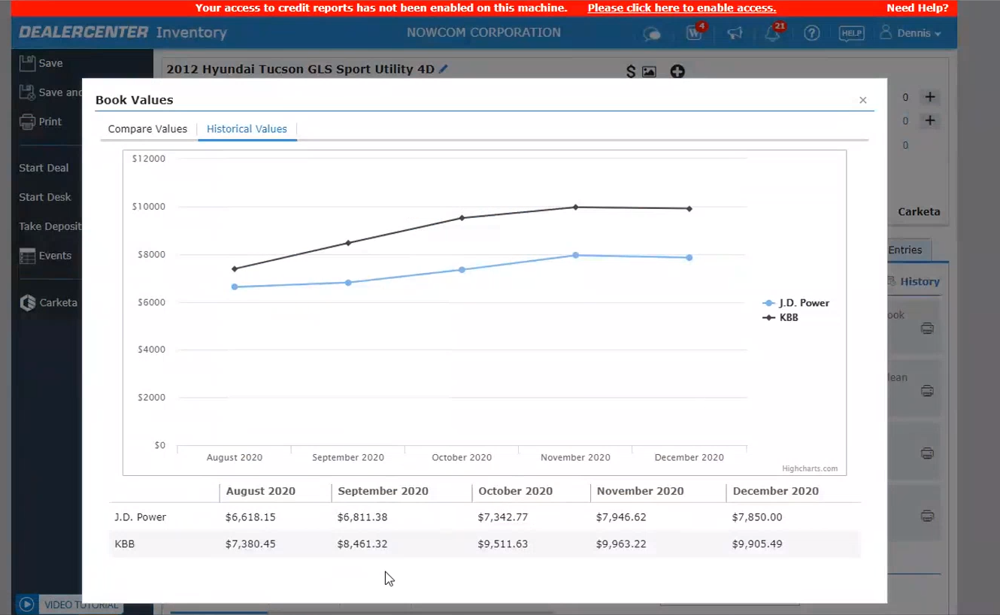 Your access to credit reports has not been enabled on this machine. Please click here to enable access. Need Help?
DEALERCENTER Inventory NOWCOM CORPORATION W 4 21 ? HELP Dennis
Save
2012 Hyundai Tucson GLS Sport Utility 4D $
Save and
Print
Start Deal
Start Desk
Take Deposit
Events
Carketa
Book Values ×
Compare Values Historical Values
$12000
$10000
$8000
$6000
$4000
$2000
$0
August 2020 September 2020 October 2020 November 2020 December 2020
J.D. Power
KBB
Highcharts.com
August 2020 September 2020 October 2020 November 2020 December 2020
J.D. Power $6,618.15 $6,811.38 $7,342.77 $7,946.62 $7,850.00
KBB $7,380.45 $8,461.32 $9,511.63 $9,963.22 $9,905.49
0 +
0 +
0
Carketa
Entries
History
ook
lean
VIDEO TUTORIAL